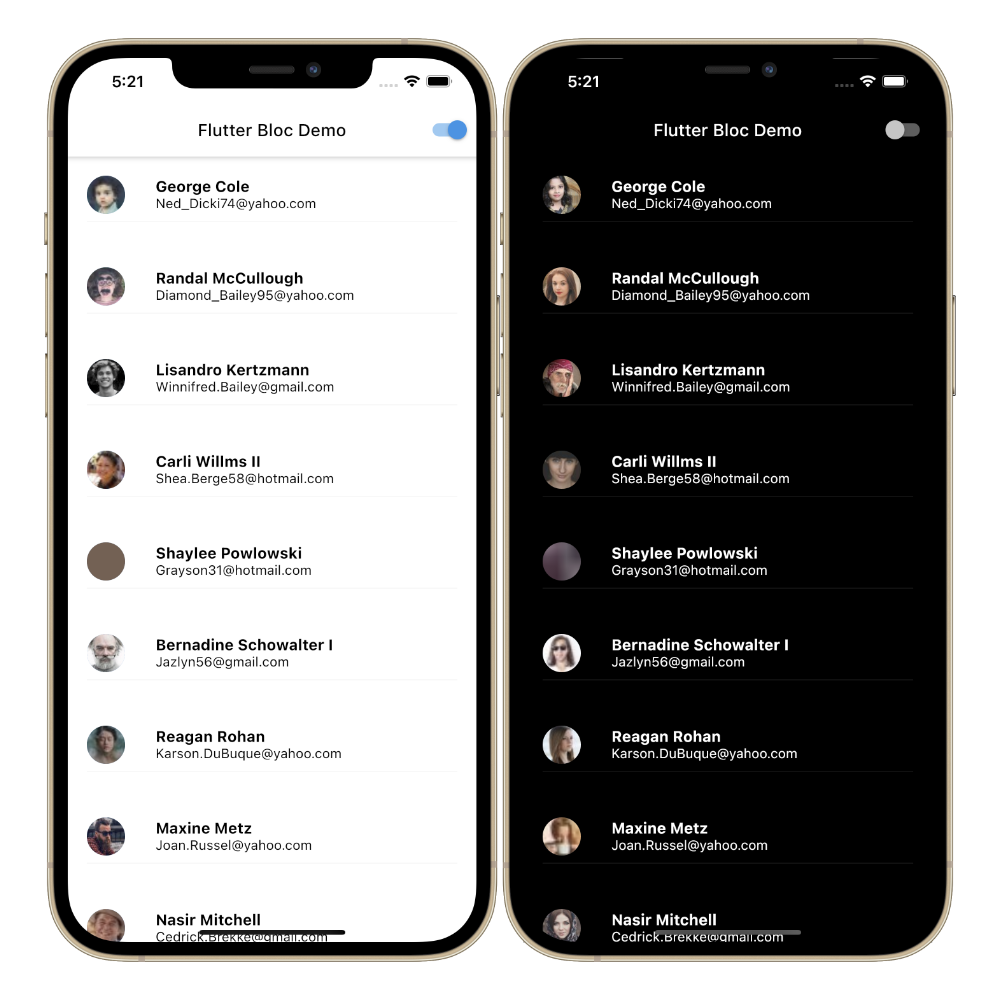 5:21
Flutter Bloc Demo
George Cole
Ned_Dicki74@yahoo.com
Randal McCullough
Diamond_Bailey95@yahoo.com
Lisandro Kertzmann
Winnifred.Bailey@gmail.com
Carli Willms II
Shea.Berge58@hotmail.com
Shaylee Powlowski
Grayson31@hotmail.com
Bernadine Schowalter I
Jazlyn56@gmail.com
Reagan Rohan
Karson.DuBuque@yahoo.com
Maxine Metz
Joan.Russel@yahoo.com
Nasir Mitchell
Cedrick.Brekke@gmail.com
5:21
Flutter Bloc Demo
George Cole
Ned_Dicki74@yahoo.com
Randal McCullough
Diamond_Bailey95@yahoo.com
Lisandro Kertzmann
Winnifred.Bailey@gmail.com
Carli Willms II
Shea.Berge58@hotmail.com
Shaylee Powlowski
Grayson31@hotmail.com
Bernadine Schowalter I
Jazlyn56@gmail.com
Reagan Rohan
Karson.DuBuque@yahoo.com
Maxine Metz
Joan.Russel@yahoo.com
Nasir Mitchell
Cedrick.Brekke@gmail.com